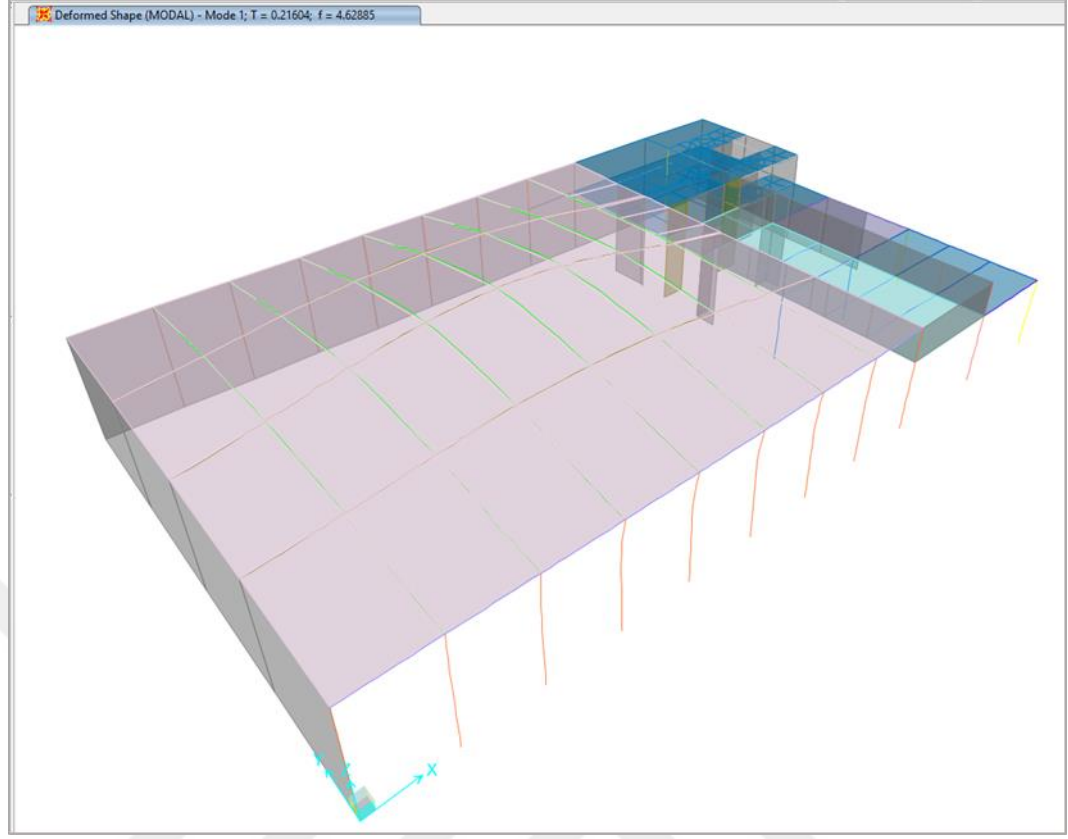 Deformed Shape (MODAL) - Mode 1; T = 0.21604; f = 4.62885
X